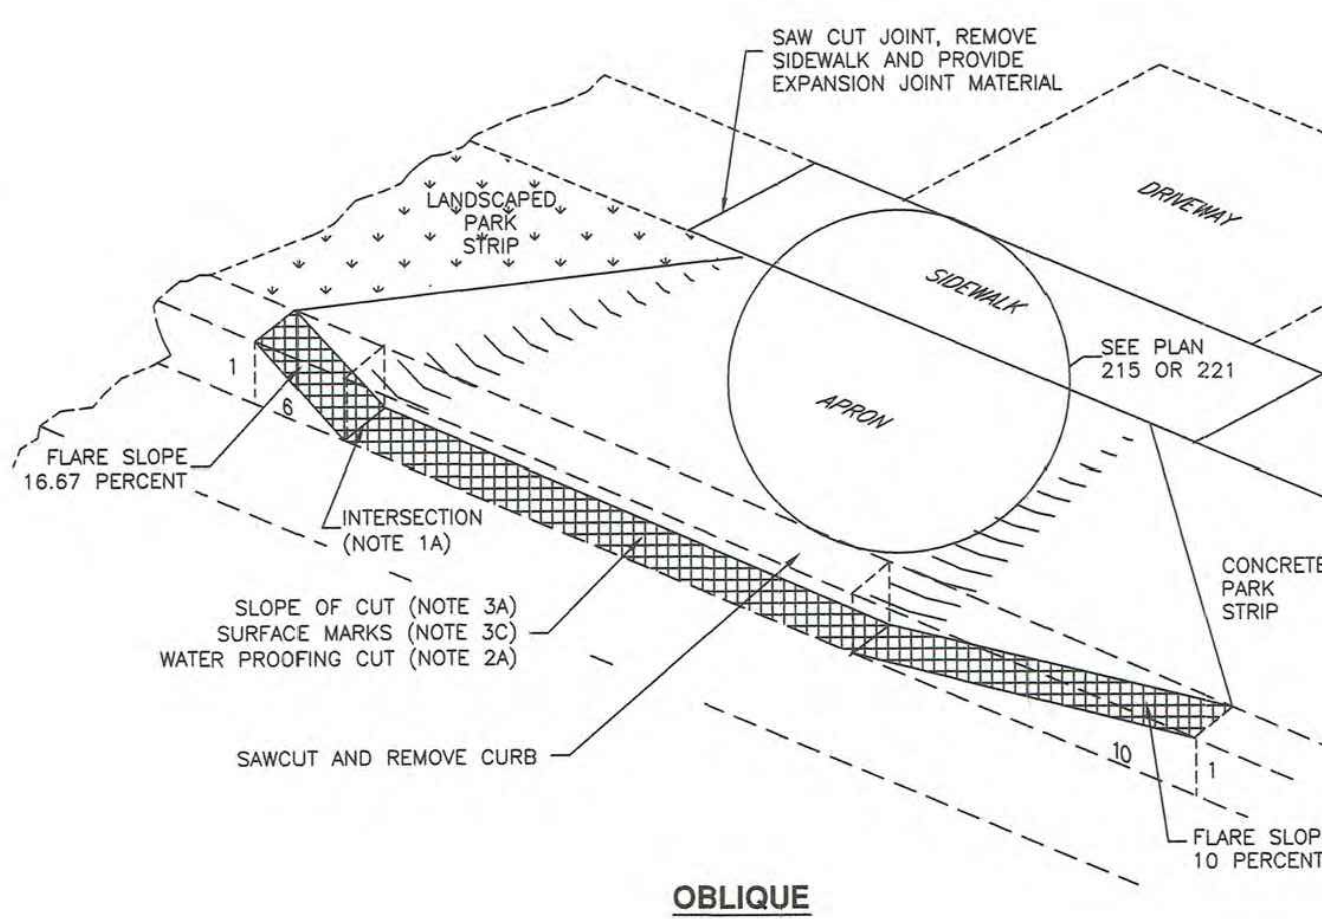 SAW CUT JOINT, REMOVE
SIDEWALK AND PROVIDE
EXPANSION JOINT MATERIAL
DRIVEWAY
LANDSCAPED
PARK
STRIP
SIDEWALK
SEE PLAN
215 OR 221
APRON
1
6
FLARE SLOPE
16.67 PERCENT
INTERSECTION
(NOTE 1A)
CONCRETE
PARK
STRIP
SLOPE OF CUT (NOTE 3A)
SURFACE MARKS (NOTE 3C)
WATER PROOFING CUT (NOTE 2A)
SAWCUT AND REMOVE CURB
10
1
FLARE SLOP
10 PERCENT
OBLIQUE